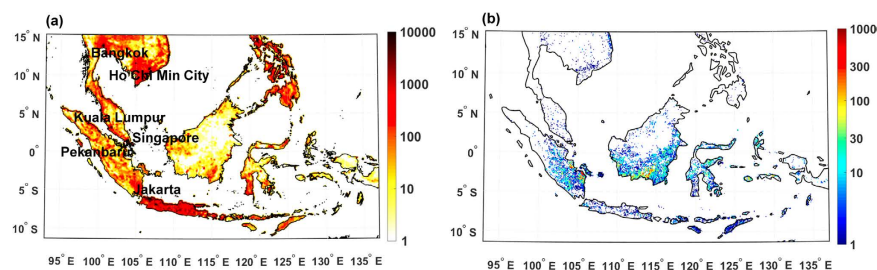 (a)
15° N
10° N
5° N
0°
5° S
10° S
95° E 100° E 105° E 110° E 115° E 120° E 125° E 130° E 135° E
Bangkok
Ho Chi Min City
Kuala Lumpur
Singapore
Pekanbaru
Jakarta
10000
1000
100
10
1
(b)
15° N
10° N
5° N
0°
5° S
10° S
95° E 100° E 105° E 110° E 115° E 120° E 125° E 130° E 135° E
1000
300
100
30
10
3
1